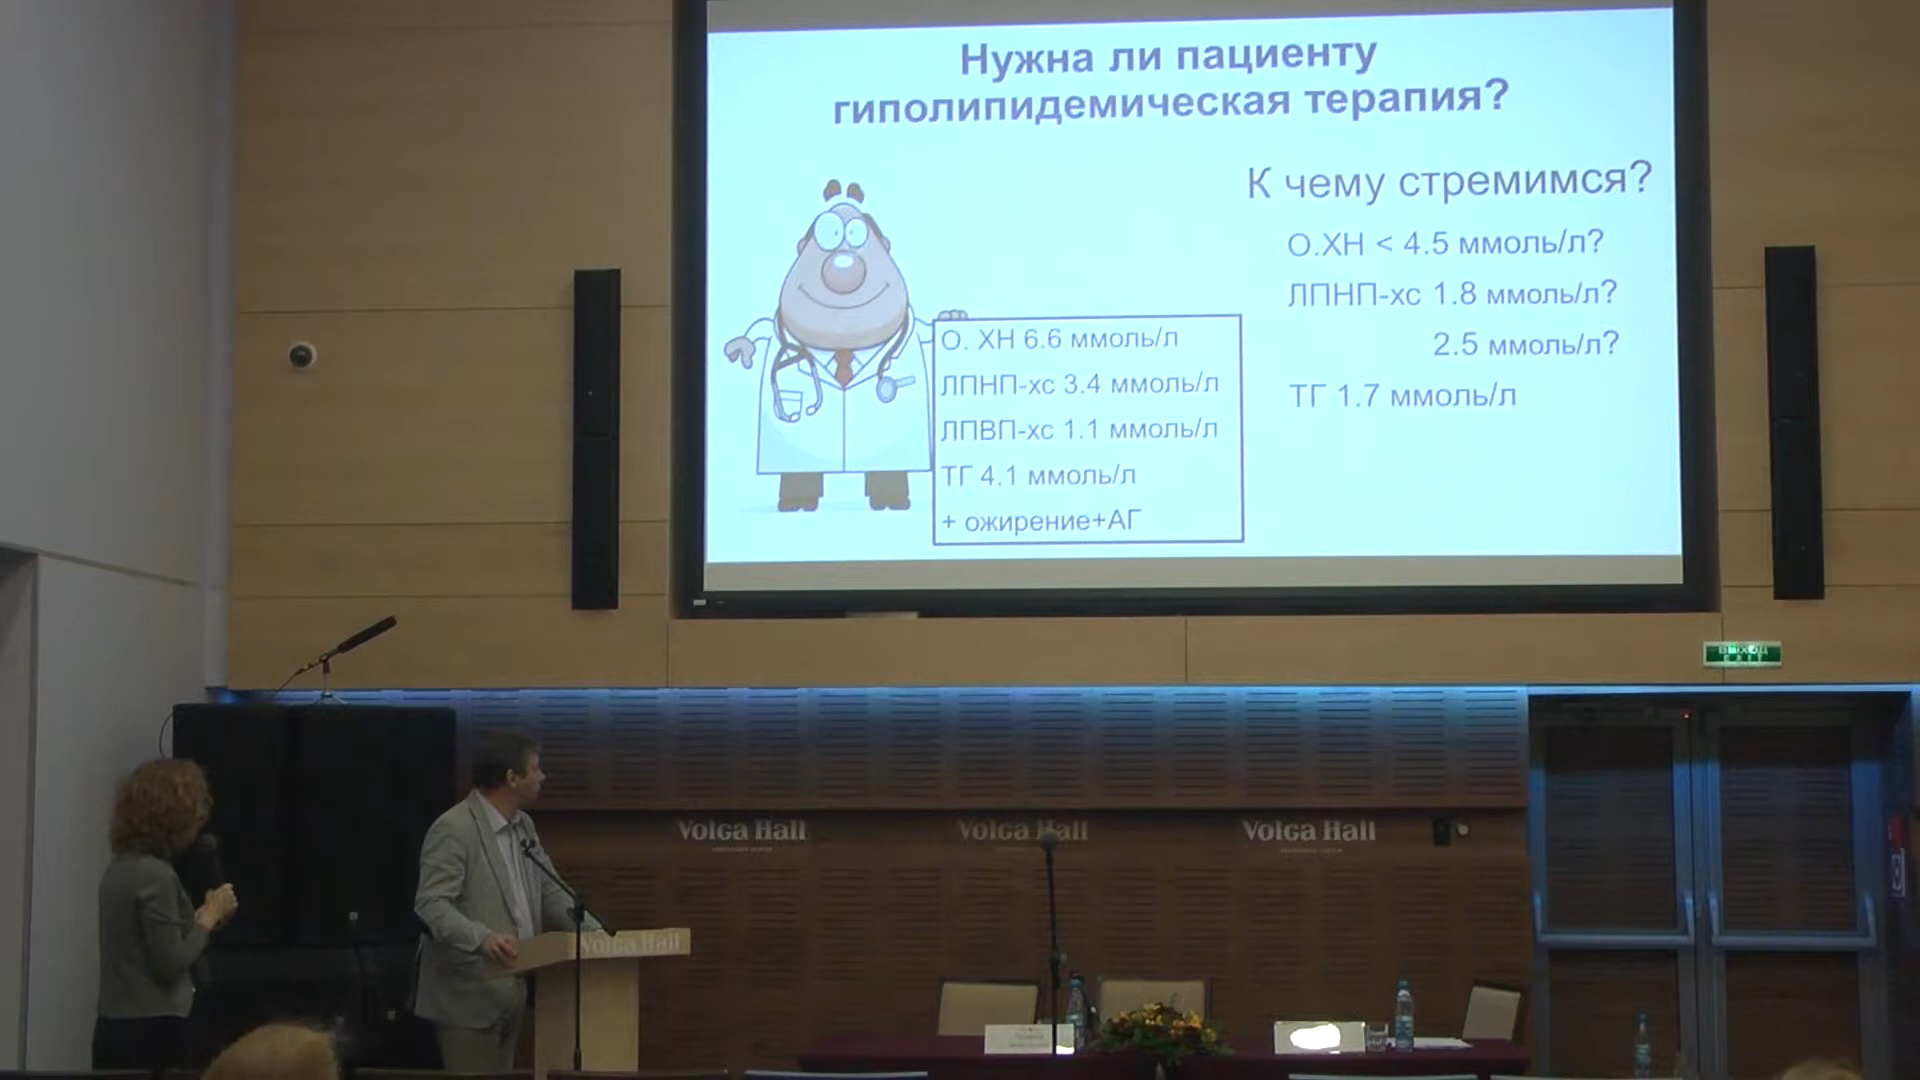 Нужна ли пациенту
гиполипидемическая терапия?
К чему стремимся?
О.ХН < 4.5 ммоль/л?
ЛПНП-хс 1.8 ммоль/л?
2.5 ммоль/л?
ТГ 1.7 ммоль/л
О. ХН 6.6 ммоль/л
ЛПНП-хс 3.4 ммоль/л
ЛПВП-хс 1.1 ммоль/л
ТГ 4.1 ммоль/л
+ ожирение+АГ
ВЫХОД
EXIT
Volga Hall
Volga Hall
Volga Hall
Volga Hall